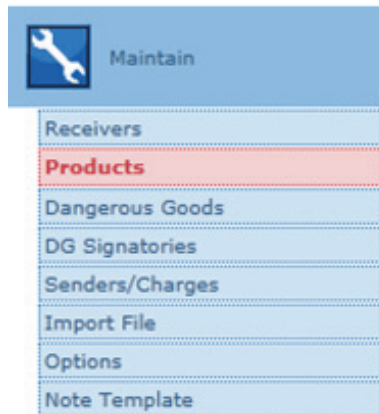 Maintain
Receivers
Products
Dangerous Goods
DG Signatories
Senders/Charges
Import File
Options
Note Template